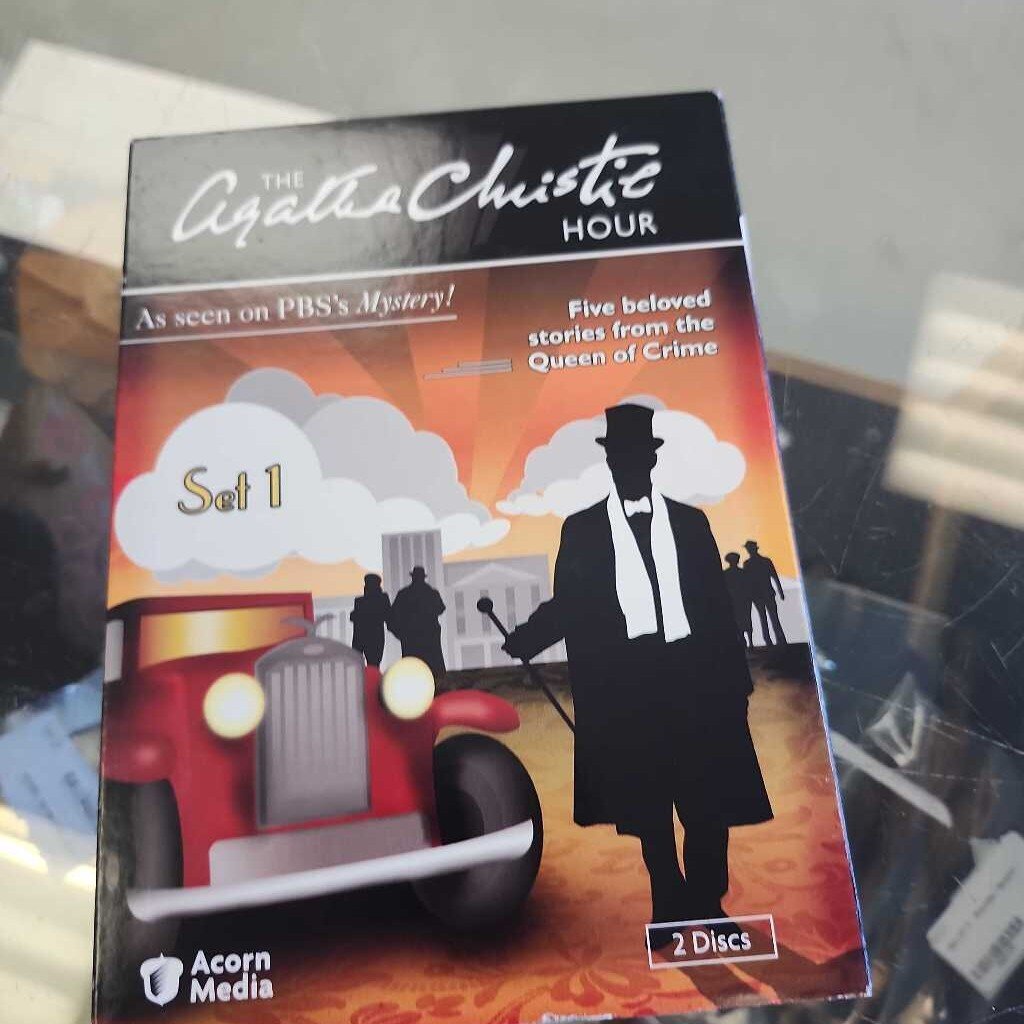 THE
Agatha Christie
HOUR
As seen on PBS's Mystery!
Five beloved
stories from the
Queen of Crime
Set 1
2 Discs
Acorn
Media